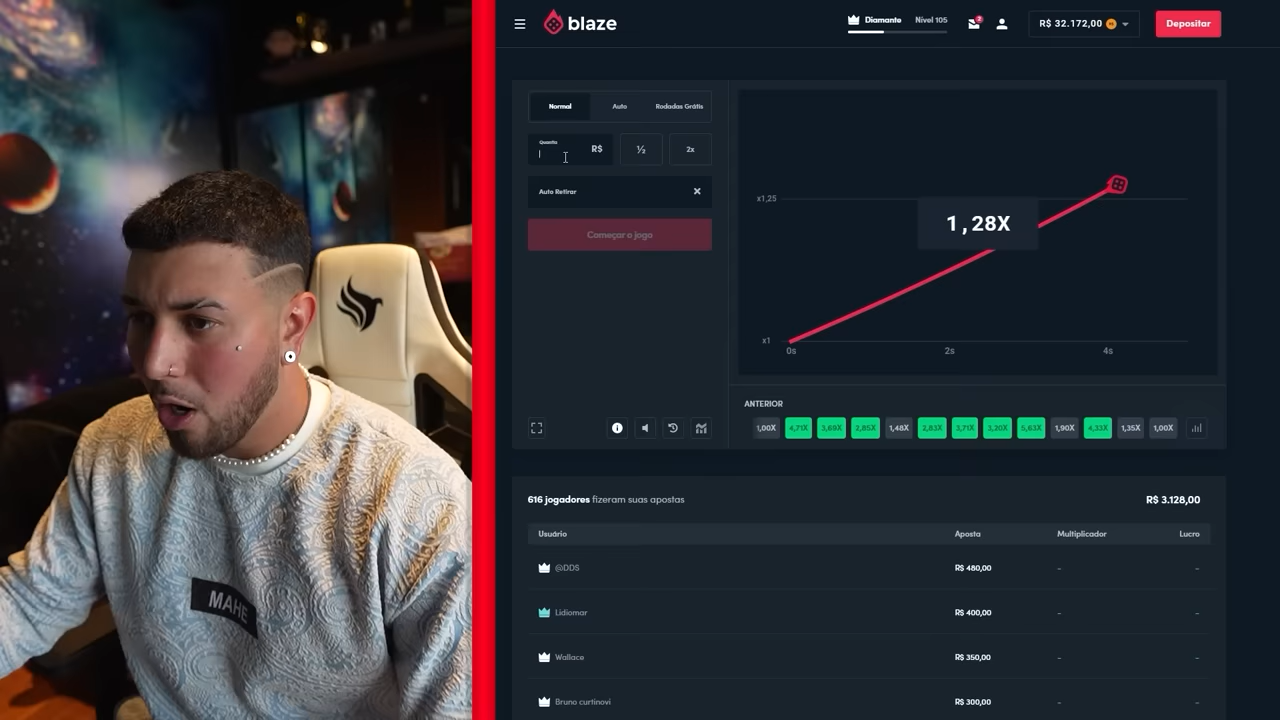 blaze
Diamante Nível 105
2
R$ 32.172,00
Depositar
Normal Auto Rodadas Grátis
Quantia
R$ ½ 2x
Auto Retirar
Começar o jogo
x1,25
1,28X
x1
0s 2s 4s
ANTERIOR
1,00X 4,71X 3,69X 2,85X 1,48X 2,83X 3,71X 3,20X 5,63X 1,90X 4,33X 1,35X 1,00X
616 jogadores fizeram suas apostas R$ 3.128,00
Usuário Aposta Multiplicador Lucro
@DDS R$ 480,00 - -
Lidiomar R$ 400,00 - -
Wallace R$ 350,00 - -
Bruno curtinovi R$ 300,00 - -
MAHE